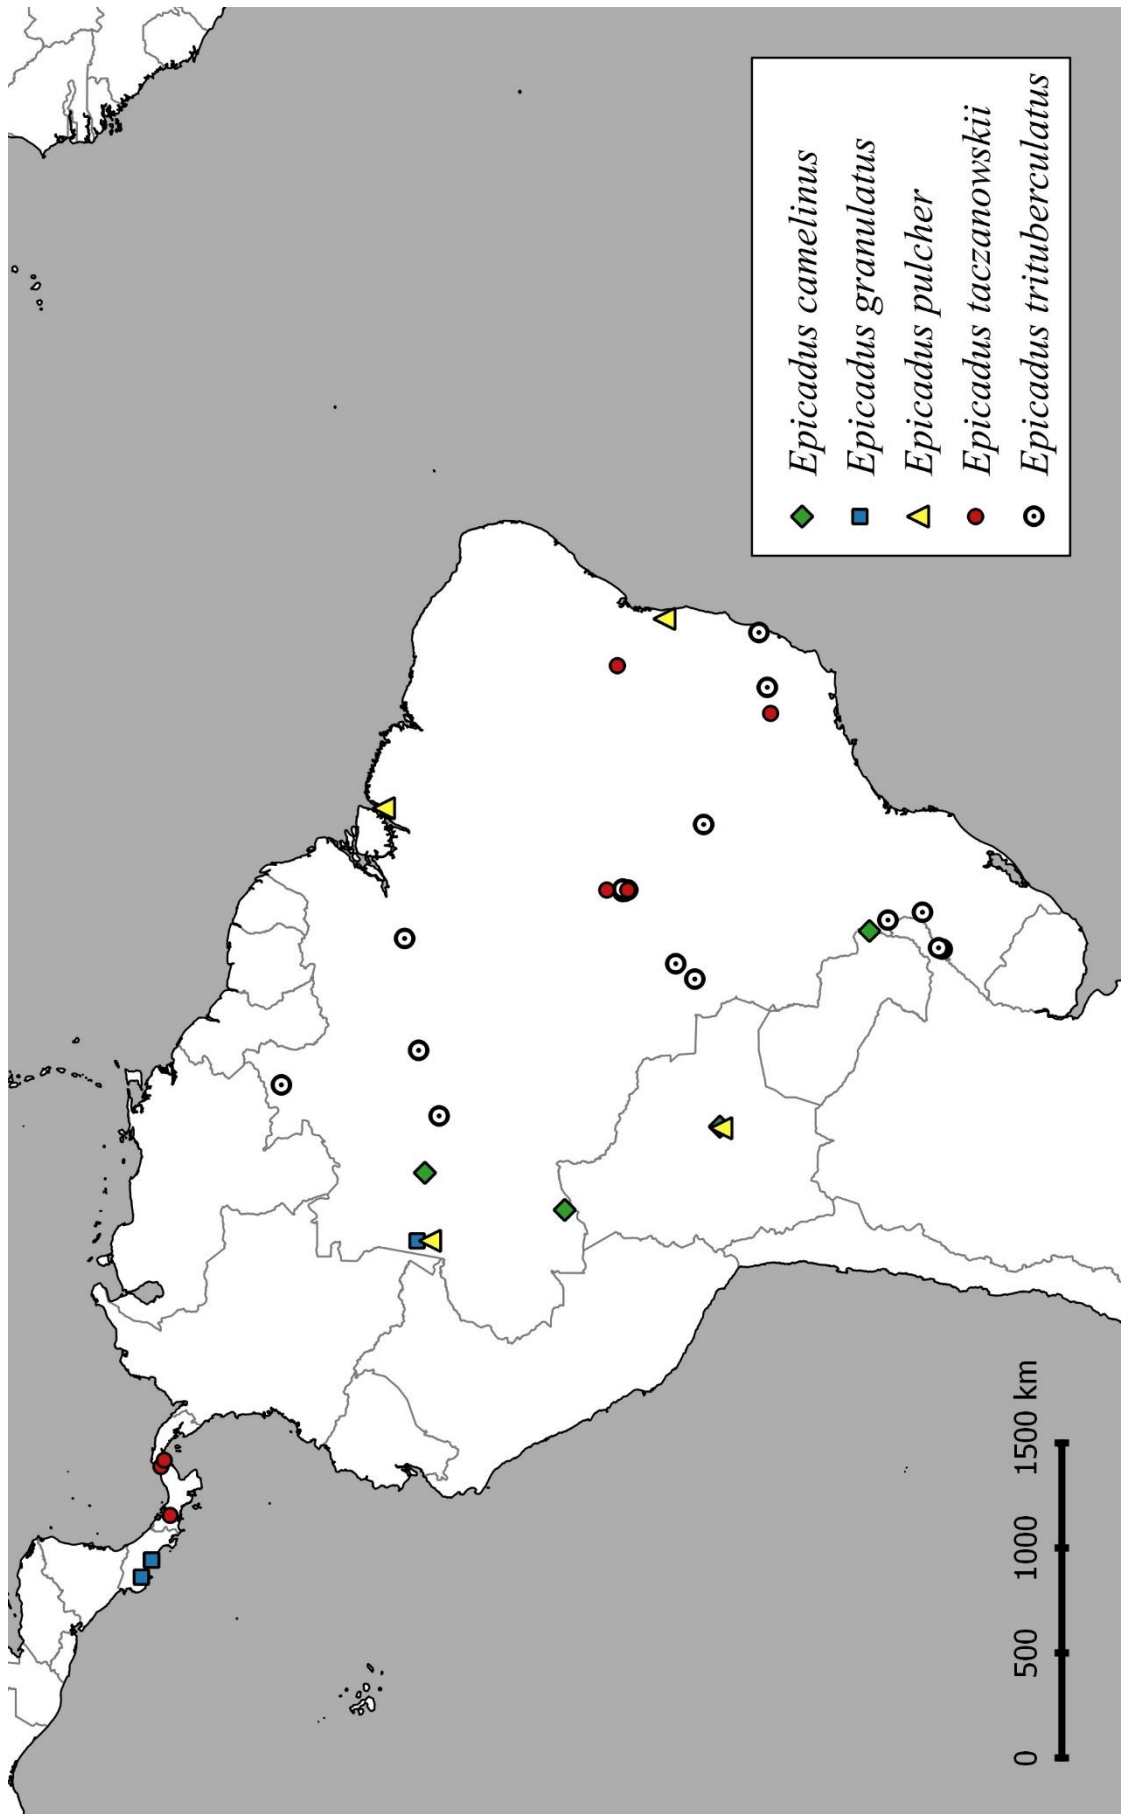 Epicadus camelinus
Epicadus granulatus
Epicadus pulcher
Epicadus taczanowskii
Epicadus trituberculatus
0 500 1000 1500 km